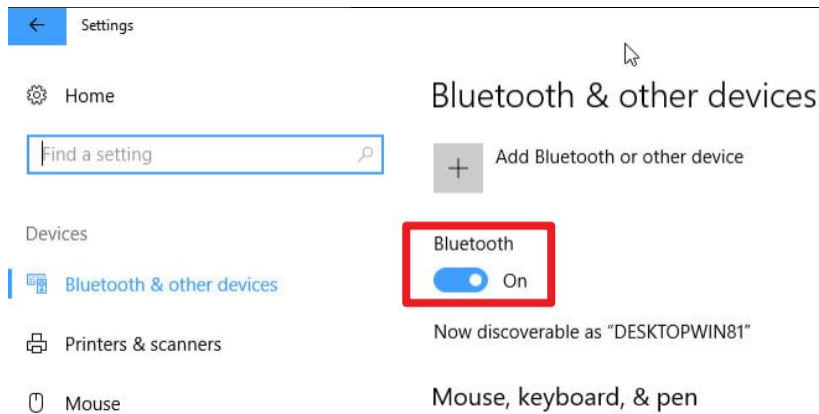 Settings
Home
Find a setting
Devices
Bluetooth & other devices
Printers & scanners
Mouse
Bluetooth & other devices
Add Bluetooth or other device
Bluetooth
On
Now discoverable as “DESKTOPWIN81”
Mouse, keyboard, & pen